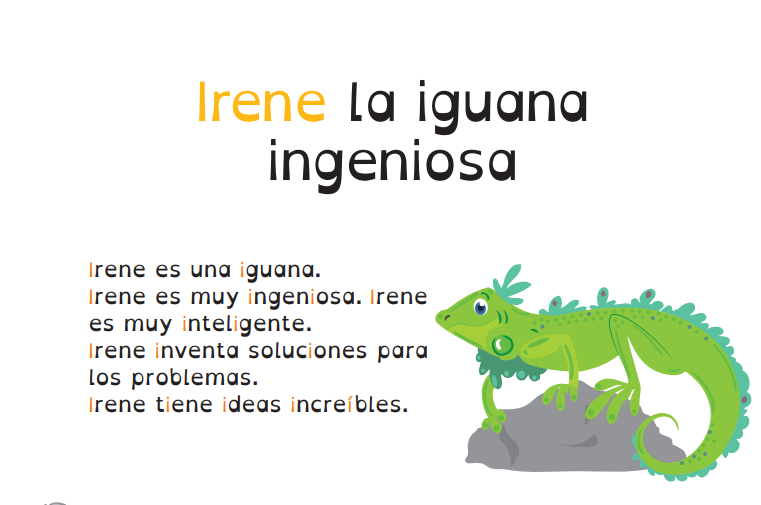 Irene la iguana
ingeniosa
Irene es una iguana.
Irene es muy ingeniosa. Irene
es muy inteligente.
Irene inventa soluciones para
los problemas.
Irene tiene ideas increíbles.